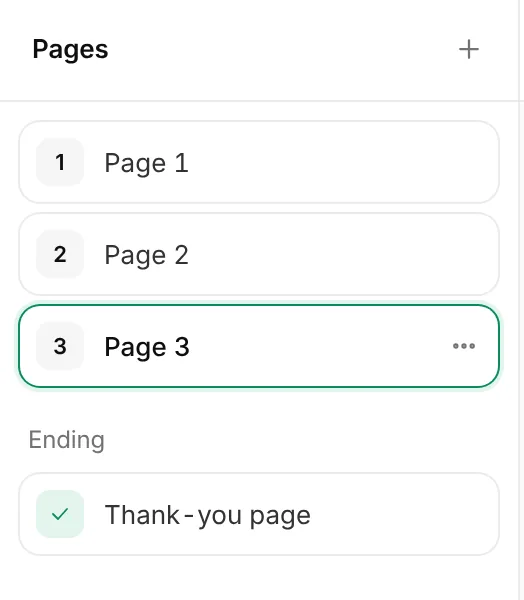 Pages
1 Page 1
2 Page 2
3 Page 3
Ending
Thank-you page